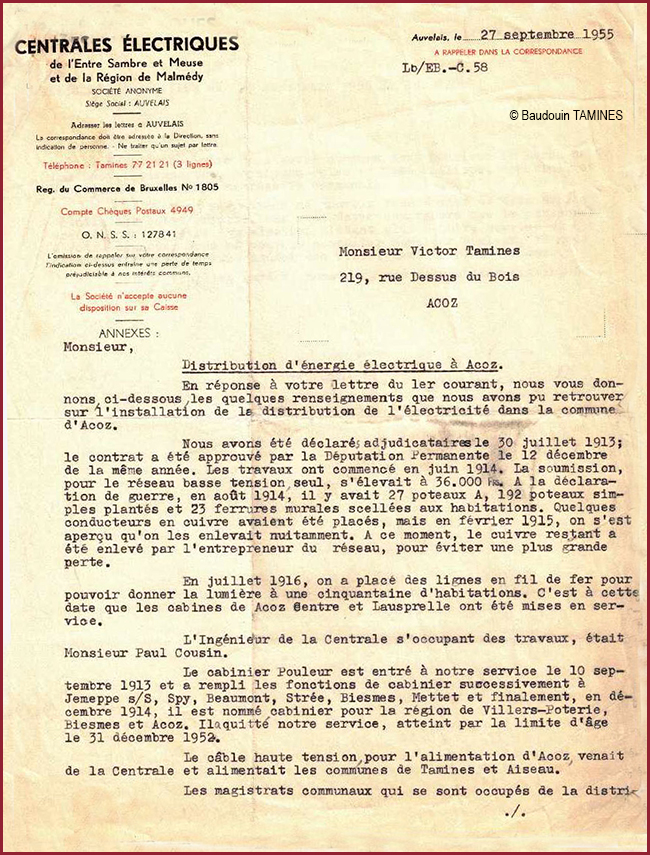 CENTRALES ÉLECTRIQUES
de l'Entre Sambre et Meuse
et de la Région de Malmédy
SOCIÉTÉ ANONYME
Siège Social : AUVELAIS
Adresser les lettres à AUVELAIS
La correspondance doit être adressée à la Direction, sans
indication de personne. - Ne traiter qu'un sujet par lettre.
Téléphone : Tamines 77 21 21 (3 lignes)
Reg. du Commerce de Bruxelles No 1805
Compte Chèques Postaux 4949
O. N. S. S. : 127841
L'omission de rappeler sur votre correspondance
l'indication ci-dessus entraîne une perte de temps
préjudiciable à nos intérêts communs.
La Société n'accepte aucune
disposition sur sa Caisse
ANNEXES :
Auvelais, le 27 septembre 1955
A RAPPELER DANS LA CORRESPONDANCE
Lb/EB.-C.58
© Baudouin TAMINES
Monsieur Victor Tamines
219, rue Dessus du Bois
ACOZ
Monsieur,
Distribution d'énergie électrique à Acoz.
En réponse à votre lettre du 1er courant, nous vous don-
nons, ci-dessous, les quelques renseignements que nous avons pu retrouver
sur l'installation de la distribution de l'électricité dans la commune
d'Acoz.
Nous avons été déclarés adjudicataires le 30 juillet 1913;
le contrat a été approuvé par la Députation Permanente le 12 décembre
de la même année. Les travaux ont commencé en juin 1914. La soumission,
pour le réseau basse tension, seul, s'élevait à 36.000 Frs. A la déclara-
tion de guerre, en août 1914, il y avait 27 poteaux A, 192 poteaux sim-
ples plantés et 23 ferrures murales scellées aux habitations. Quelques
conducteurs en cuivre avaient été placés, mais en février 1915, on s'est
aperçu qu'on les enlevait nuitamment. A ce moment, le cuivre restant a
été enlevé par l'entrepreneur du réseau, pour éviter une plus grande
perte.
En juillet 1916, on a placé des lignes en fil de fer pour
pouvoir donner la lumière à une cinquantaine d'habitations. C'est à cette
date que les cabines de Acoz Centre et Lausprelle ont été mises en ser-
vice.
L'Ingénieur de la Centrale s'occupant des travaux, était
Monsieur Paul Cousin.
Le cabinier Pouleur est entré à notre service le 10 sep-
tembre 1913 et a rempli les fonctions de cabinier successivement à
Jemeppe s/S, Spy, Beaumont, Strée, Biesmes, Mettet et finalement, en dé-
cembre 1914, il est nommé cabinier pour la région de Villers-Poterie,
Biesmes et Acoz. Ilaquitté notre service, atteint par la limite d'âge
le 31 décembre 1952.
Le câble haute tension, pour l'alimentation d'Acoz, venait
de la Centrale et alimentait les communes de Tamines et Aiseau.
Les magistrats communaux qui se sont occupés de la distri-
./.